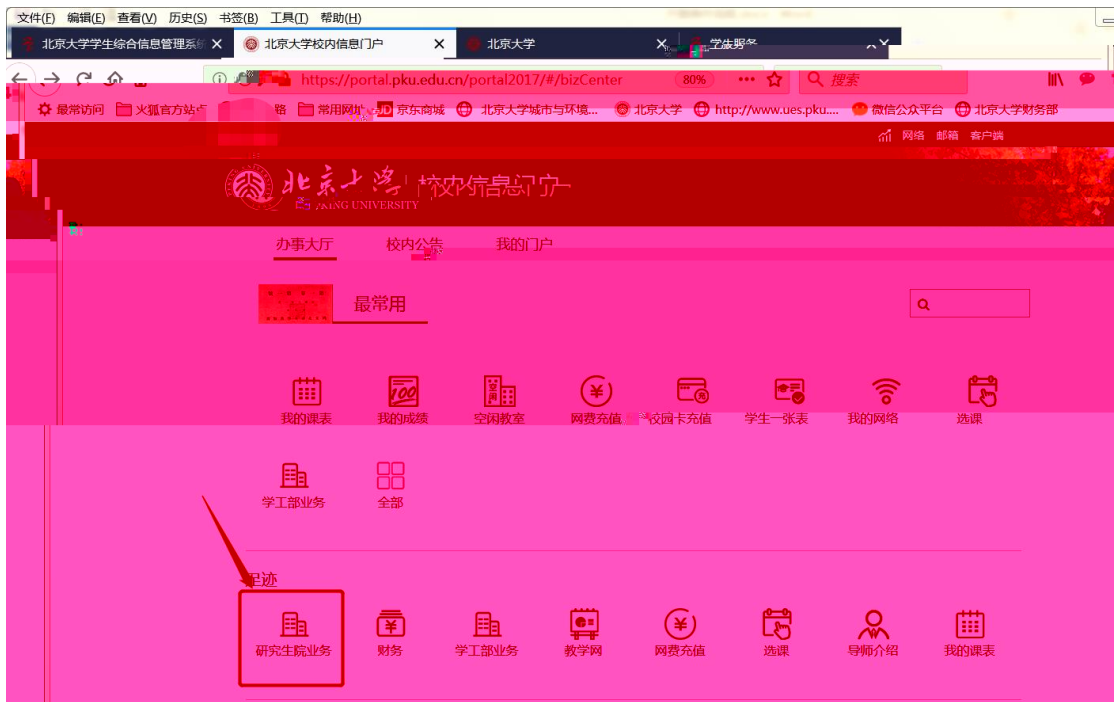 文件(F) 编辑(E) 查看(V) 历史(S) 书签(B) 工具(T) 帮助(H)
北京大学学生综合信息管理系统 北京大学校内信息门户 北京大学
https://portal.pku.edu.cn/portal2017/#/bizCenter 80% 搜索
最常访问 火狐官方站点 常用网址 JD 京东商城 北京大学城市与环境... 北京大学 http://www.ues.pku.... 微信公众平台 北京大学财务部
网络 邮箱 客户端
北京大学 校内信息门户
UNIVERSITY
办事大厅 校内公告 我的门户
最常用
我的课表 我的成绩 空闲教室 网费充值 校园卡充值 学生一张表 我的网络 选课
学工部业务 全部
足迹
研究生院业务 财务 学工部业务 教学网 网费充值 选课 导师介绍 我的课表